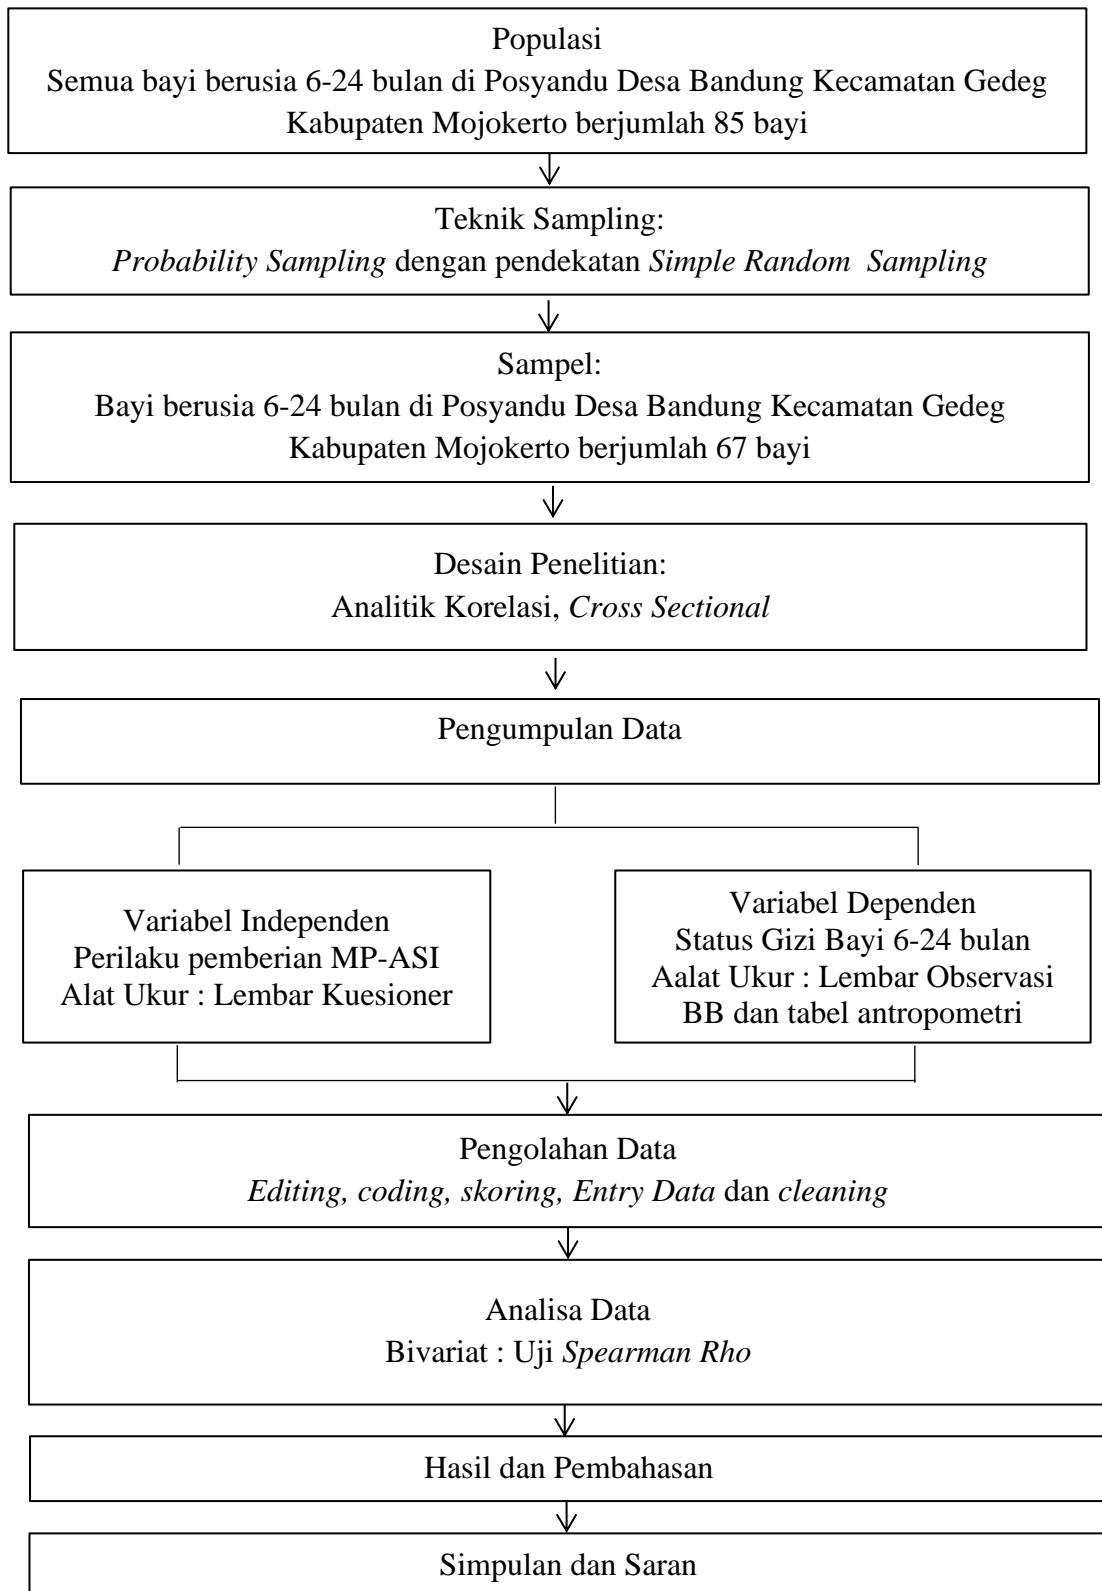 Populasi
Semua bayi berusia 6-24 bulan di Posyandu Desa Bandung Kecamatan Gedeg
Kabupaten Mojokerto berjumlah 85 bayi
Teknik Sampling:
Probability Sampling dengan pendekatan Simple Random Sampling
Sampel:
Bayi berusia 6-24 bulan di Posyandu Desa Bandung Kecamatan Gedeg
Kabupaten Mojokerto berjumlah 67 bayi
Desain Penelitian:
Analitik Korelasi, Cross Sectional
Pengumpulan Data
Variabel Independen
Perilaku pemberian MP-ASI
Alat Ukur : Lembar Kuesioner
Variabel Dependen
Status Gizi Bayi 6-24 bulan
Aalat Ukur : Lembar Observasi
BB dan tabel antropometri
Pengolahan Data
Editing, coding, skoring, Entry Data dan cleaning
Analisa Data
Bivariat : Uji Spearman Rho
Hasil dan Pembahasan
Simpulan dan Saran